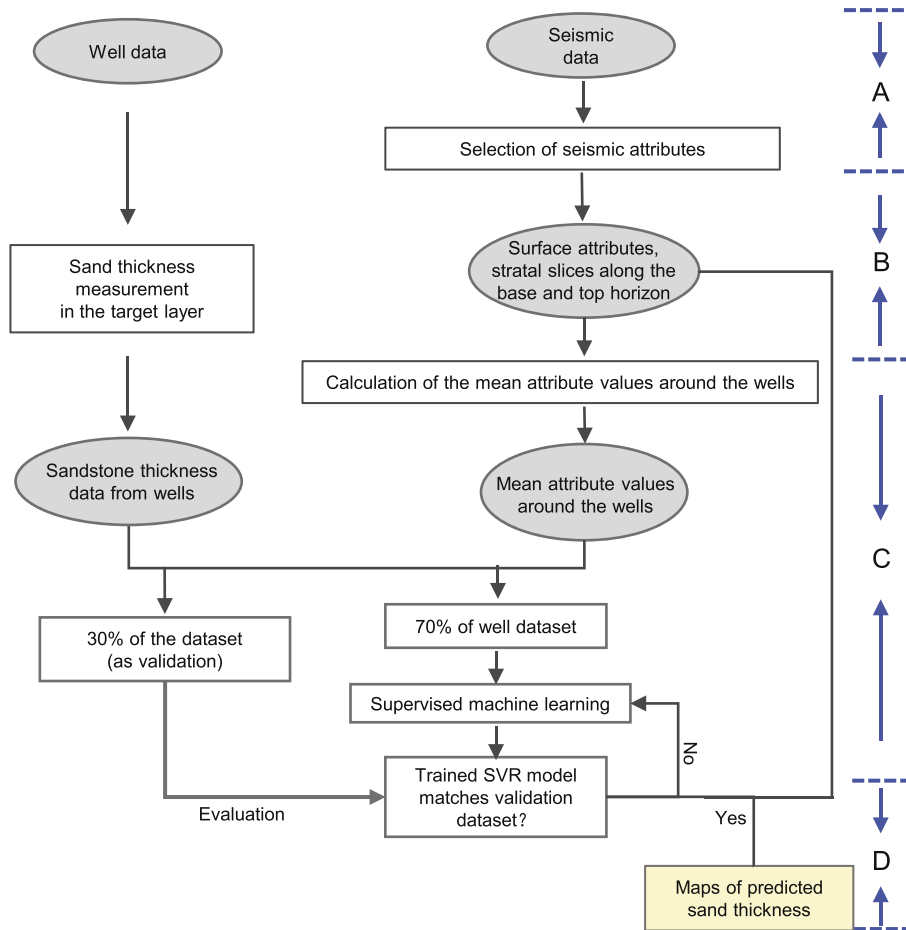 Well data
Seismic
data
A
Selection of seismic attributes
Surface attributes,
stratal slices along the
base and top horizon
B
Sand thickness
measurement
in the target layer
Calculation of the mean attribute values around the wells
Sandstone thickness
data from wells
Mean attribute values
around the wells
C
30% of the dataset
(as validation)
70% of well dataset
Supervised machine learning
No
Trained SVR model
matches validation
dataset?
Evaluation
Yes
D
Maps of predicted
sand thickness